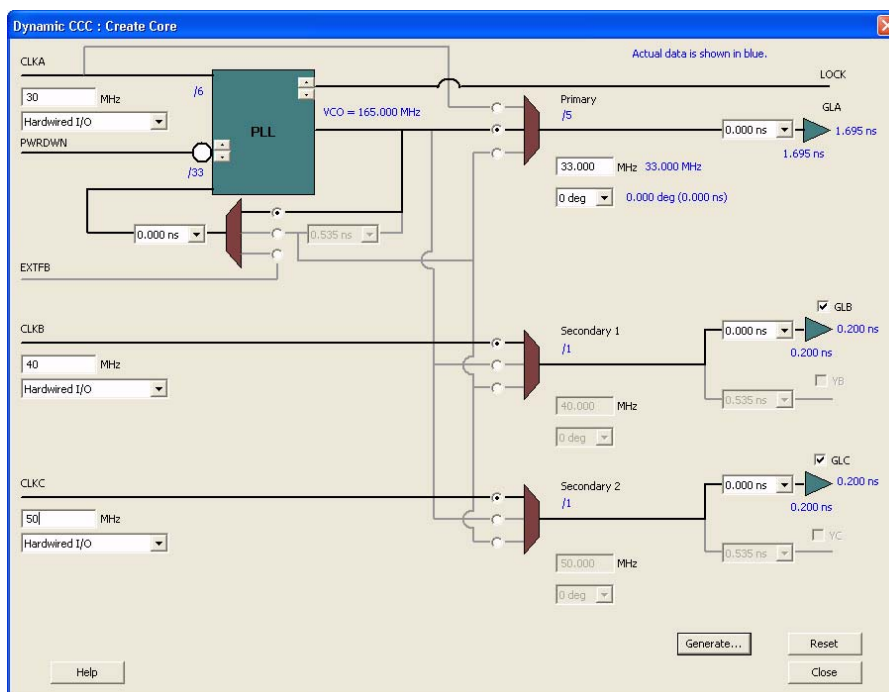 Dynamic CCC : Create Core
Actual data is shown in blue.
CLKA
30 MHz
Hardwired I/O
/6
PWRDWN
/33
PLL
VCO = 165.000 MHz
LOCK
Primary
/5
GLA
0.000 ns
1.695 ns
1.695 ns
33.000 MHz 33.000 MHz
0 deg 0.000 deg (0.000 ns)
0.000 ns
0.535 ns
EXTFB
CLKB
40 MHz
Hardwired I/O
Secondary 1
/1
GLB
0.000 ns
0.200 ns
0.200 ns
YB
0.535 ns
40.000 MHz
0 deg
CLKC
50 MHz
Hardwired I/O
Secondary 2
/1
GLC
0.000 ns
0.200 ns
0.200 ns
YC
0.535 ns
50.000 MHz
0 deg
Generate...
Reset
Help
Close